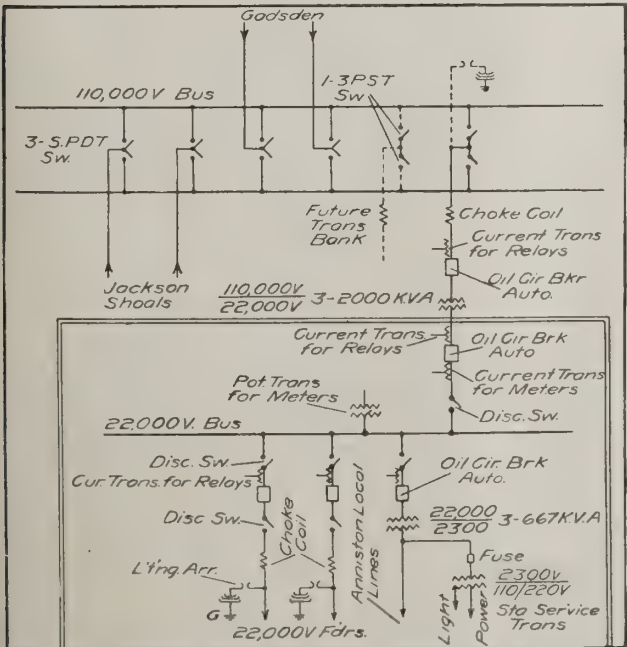 Gadsden
1-3PST
Sw
110,000V Bus
3-S.PDT
Sw.
Future
Trans
Bank
Choke Coil
Current Trans
for Relays
Jackson
Shoals
110,000V
22,000V
3-2000 KVA
Oil Cir Bkr
Auto.
Current Trans
for Relays
Oil Cir Brk
Auto
Current Trans
for Meters
Pot Trans
for Meters
Disc. Sw.
22,000V. Bus
Disc. Sw.
Cur. Trans. for Relays
Oil Cir. Brk
Auto.
Disc Sw.
Choke
Coil
Anniston Local
Lines
22,000
2300
3-667K.V.A
L'tng. Arr.
Fuse
2300V
110/220V
G
22,000V Fdrs.
Light
Power
Sta Service
Trans